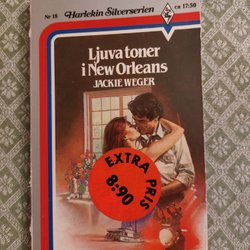 Nr 18 Harlekin Silverserien ca 17:50
Ljuva toner
i New Orleans
JACKIE WEGER
EXTRA PRIS
8:90